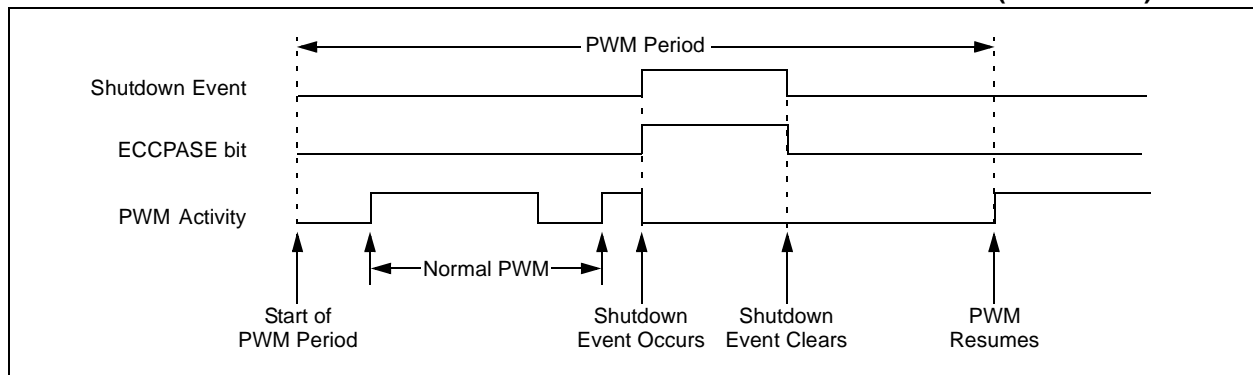 PWM Period
Shutdown Event
ECCPASE bit
PWM Activity
Normal PWM
Start of
PWM Period
Shutdown
Event Occurs
Shutdown
Event Clears
PWM
Resumes